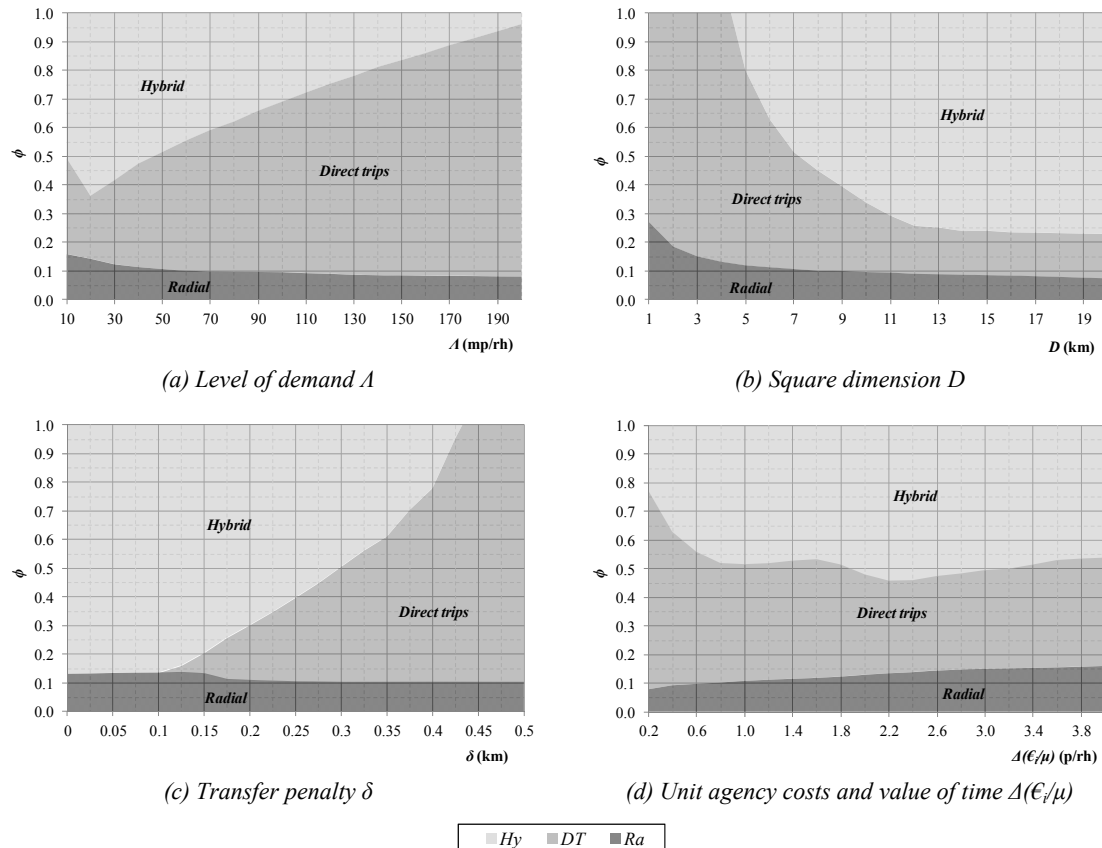 1.0
0.9
0.8
0.7
0.6
0.5
0.4
0.3
0.2
0.1
0.0
ϕ
Hybrid
Direct trips
Radial
10 30 50 70 90 110 130 150 170 190
Λ (mp/rh)
(a) Level of demand Λ
1.0
0.9
0.8
0.7
0.6
0.5
0.4
0.3
0.2
0.1
0.0
ϕ
Hybrid
Direct trips
Radial
1 3 5 7 9 11 13 15 17 19
D (km)
(b) Square dimension D
1.0
0.9
0.8
0.7
0.6
0.5
0.4
0.3
0.2
0.1
0.0
ϕ
Hybrid
Direct trips
Radial
0 0.05 0.1 0.15 0.2 0.25 0.3 0.35 0.4 0.45 0.5
δ (km)
(c) Transfer penalty δ
1.0
0.9
0.8
0.7
0.6
0.5
0.4
0.3
0.2
0.1
0.0
ϕ
Hybrid
Direct trips
Radial
0.2 0.6 1.0 1.4 1.8 2.2 2.6 3.0 3.4 3.8
Δ(€i/μ) (p/rh)
(d) Unit agency costs and value of time Δ(€i/μ)
Hy DT Ra